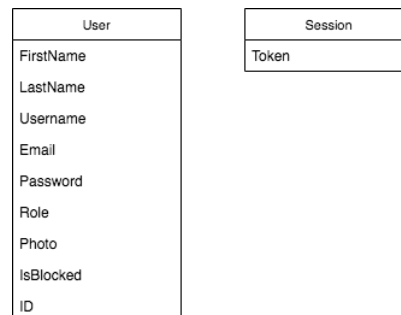 User
FirstName
LastName
Username
Email
Password
Role
Photo
IsBlocked
ID
Session
Token